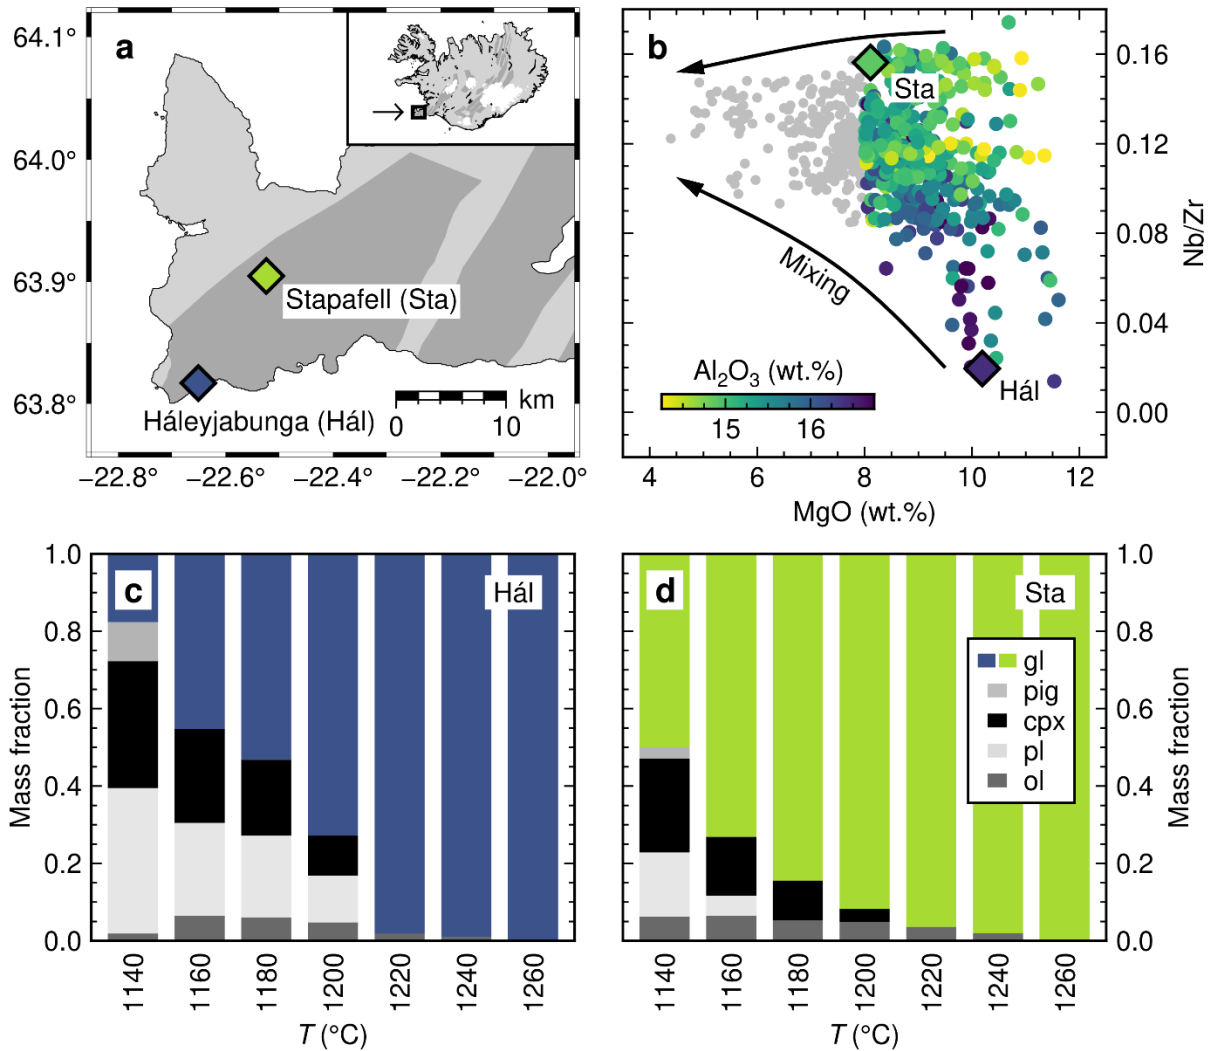 a
64.1°
64.0°
63.9°
63.8°
Stapafell (Sta)
Háleyjabunga (Hál)
km
0 10
−22.8° −22.6° −22.4° −22.2° −22.0°
b
Sta
Mixing
Al2O3 (wt.%)
15 16
Hál
0.16
0.12
0.08
0.04
0.00
Nb/Zr
4 6 8 10 12
MgO (wt.%)
c
Hál
1.0
0.8
0.6
0.4
0.2
0.0
Mass fraction
1140 1160 1180 1200 1220 1240 1260
T (°C)
d
Sta
gl
pig
cpx
pl
ol
1.0
0.8
0.6
0.4
0.2
0.0
Mass fraction
1140 1160 1180 1200 1220 1240 1260
T (°C)